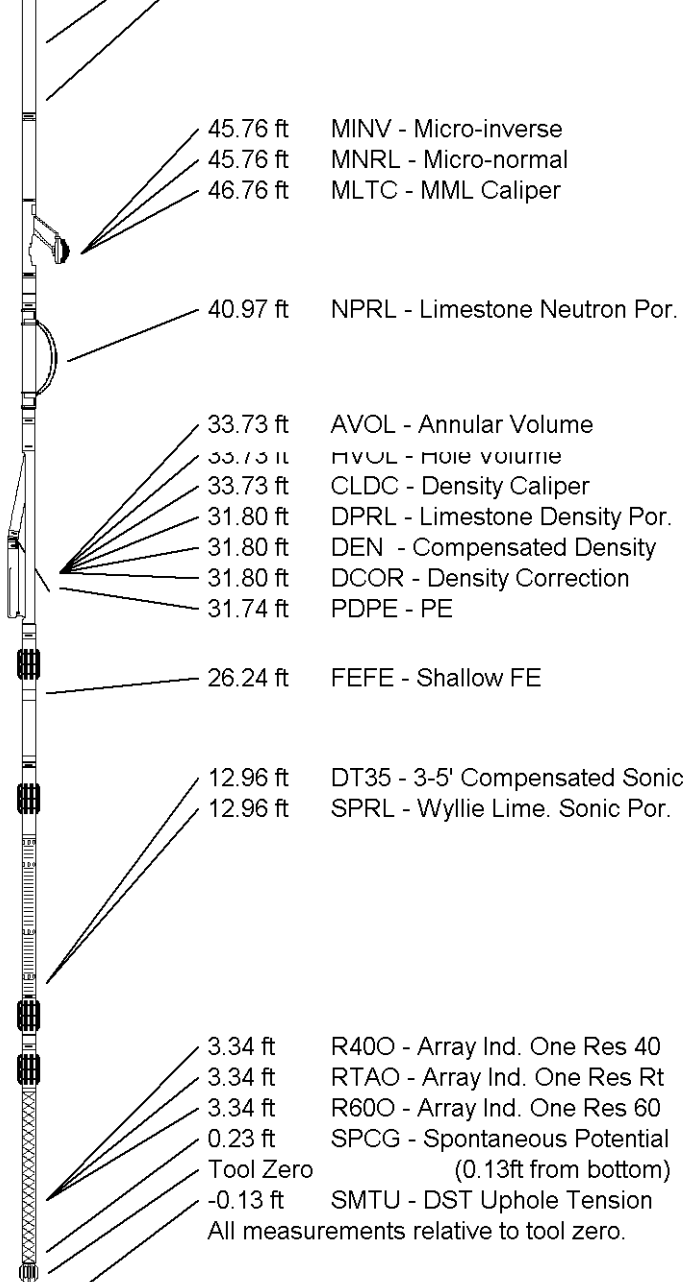 45.76 ft MINV - Micro-inverse
45.76 ft MNRL - Micro-normal
46.76 ft MLTC - MML Caliper
40.97 ft NPRL - Limestone Neutron Por.
33.73 ft AVOL - Annular Volume
33.73 ft HVOL - Hole Volume
33.73 ft CLDC - Density Caliper
31.80 ft DPRL - Limestone Density Por.
31.80 ft DEN - Compensated Density
31.80 ft DCOR - Density Correction
31.74 ft PDPE - PE
26.24 ft FEFE - Shallow FE
12.96 ft DT35 - 3-5' Compensated Sonic
12.96 ft SPRL - Wyllie Lime. Sonic Por.
3.34 ft R40O - Array Ind. One Res 40
3.34 ft RTAO - Array Ind. One Res Rt
3.34 ft R60O - Array Ind. One Res 60
0.23 ft SPCG - Spontaneous Potential
Tool Zero (0.13ft from bottom)
-0.13 ft SMTU - DST Uphole Tension
All measurements relative to tool zero.